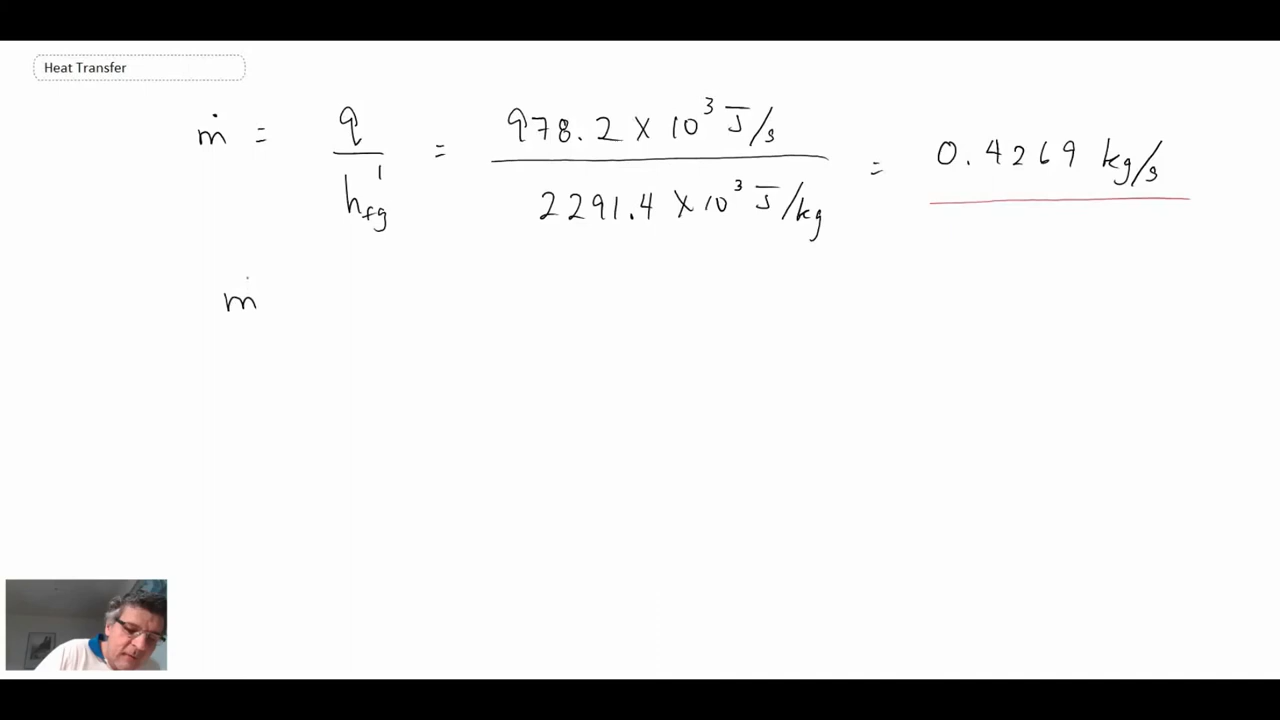 Heat Transfer
ṁ = q / h'fg = 978.2 × 10³ J/s / 2291.4 × 10³ J/kg = 0.4269 kg/s
ṁ